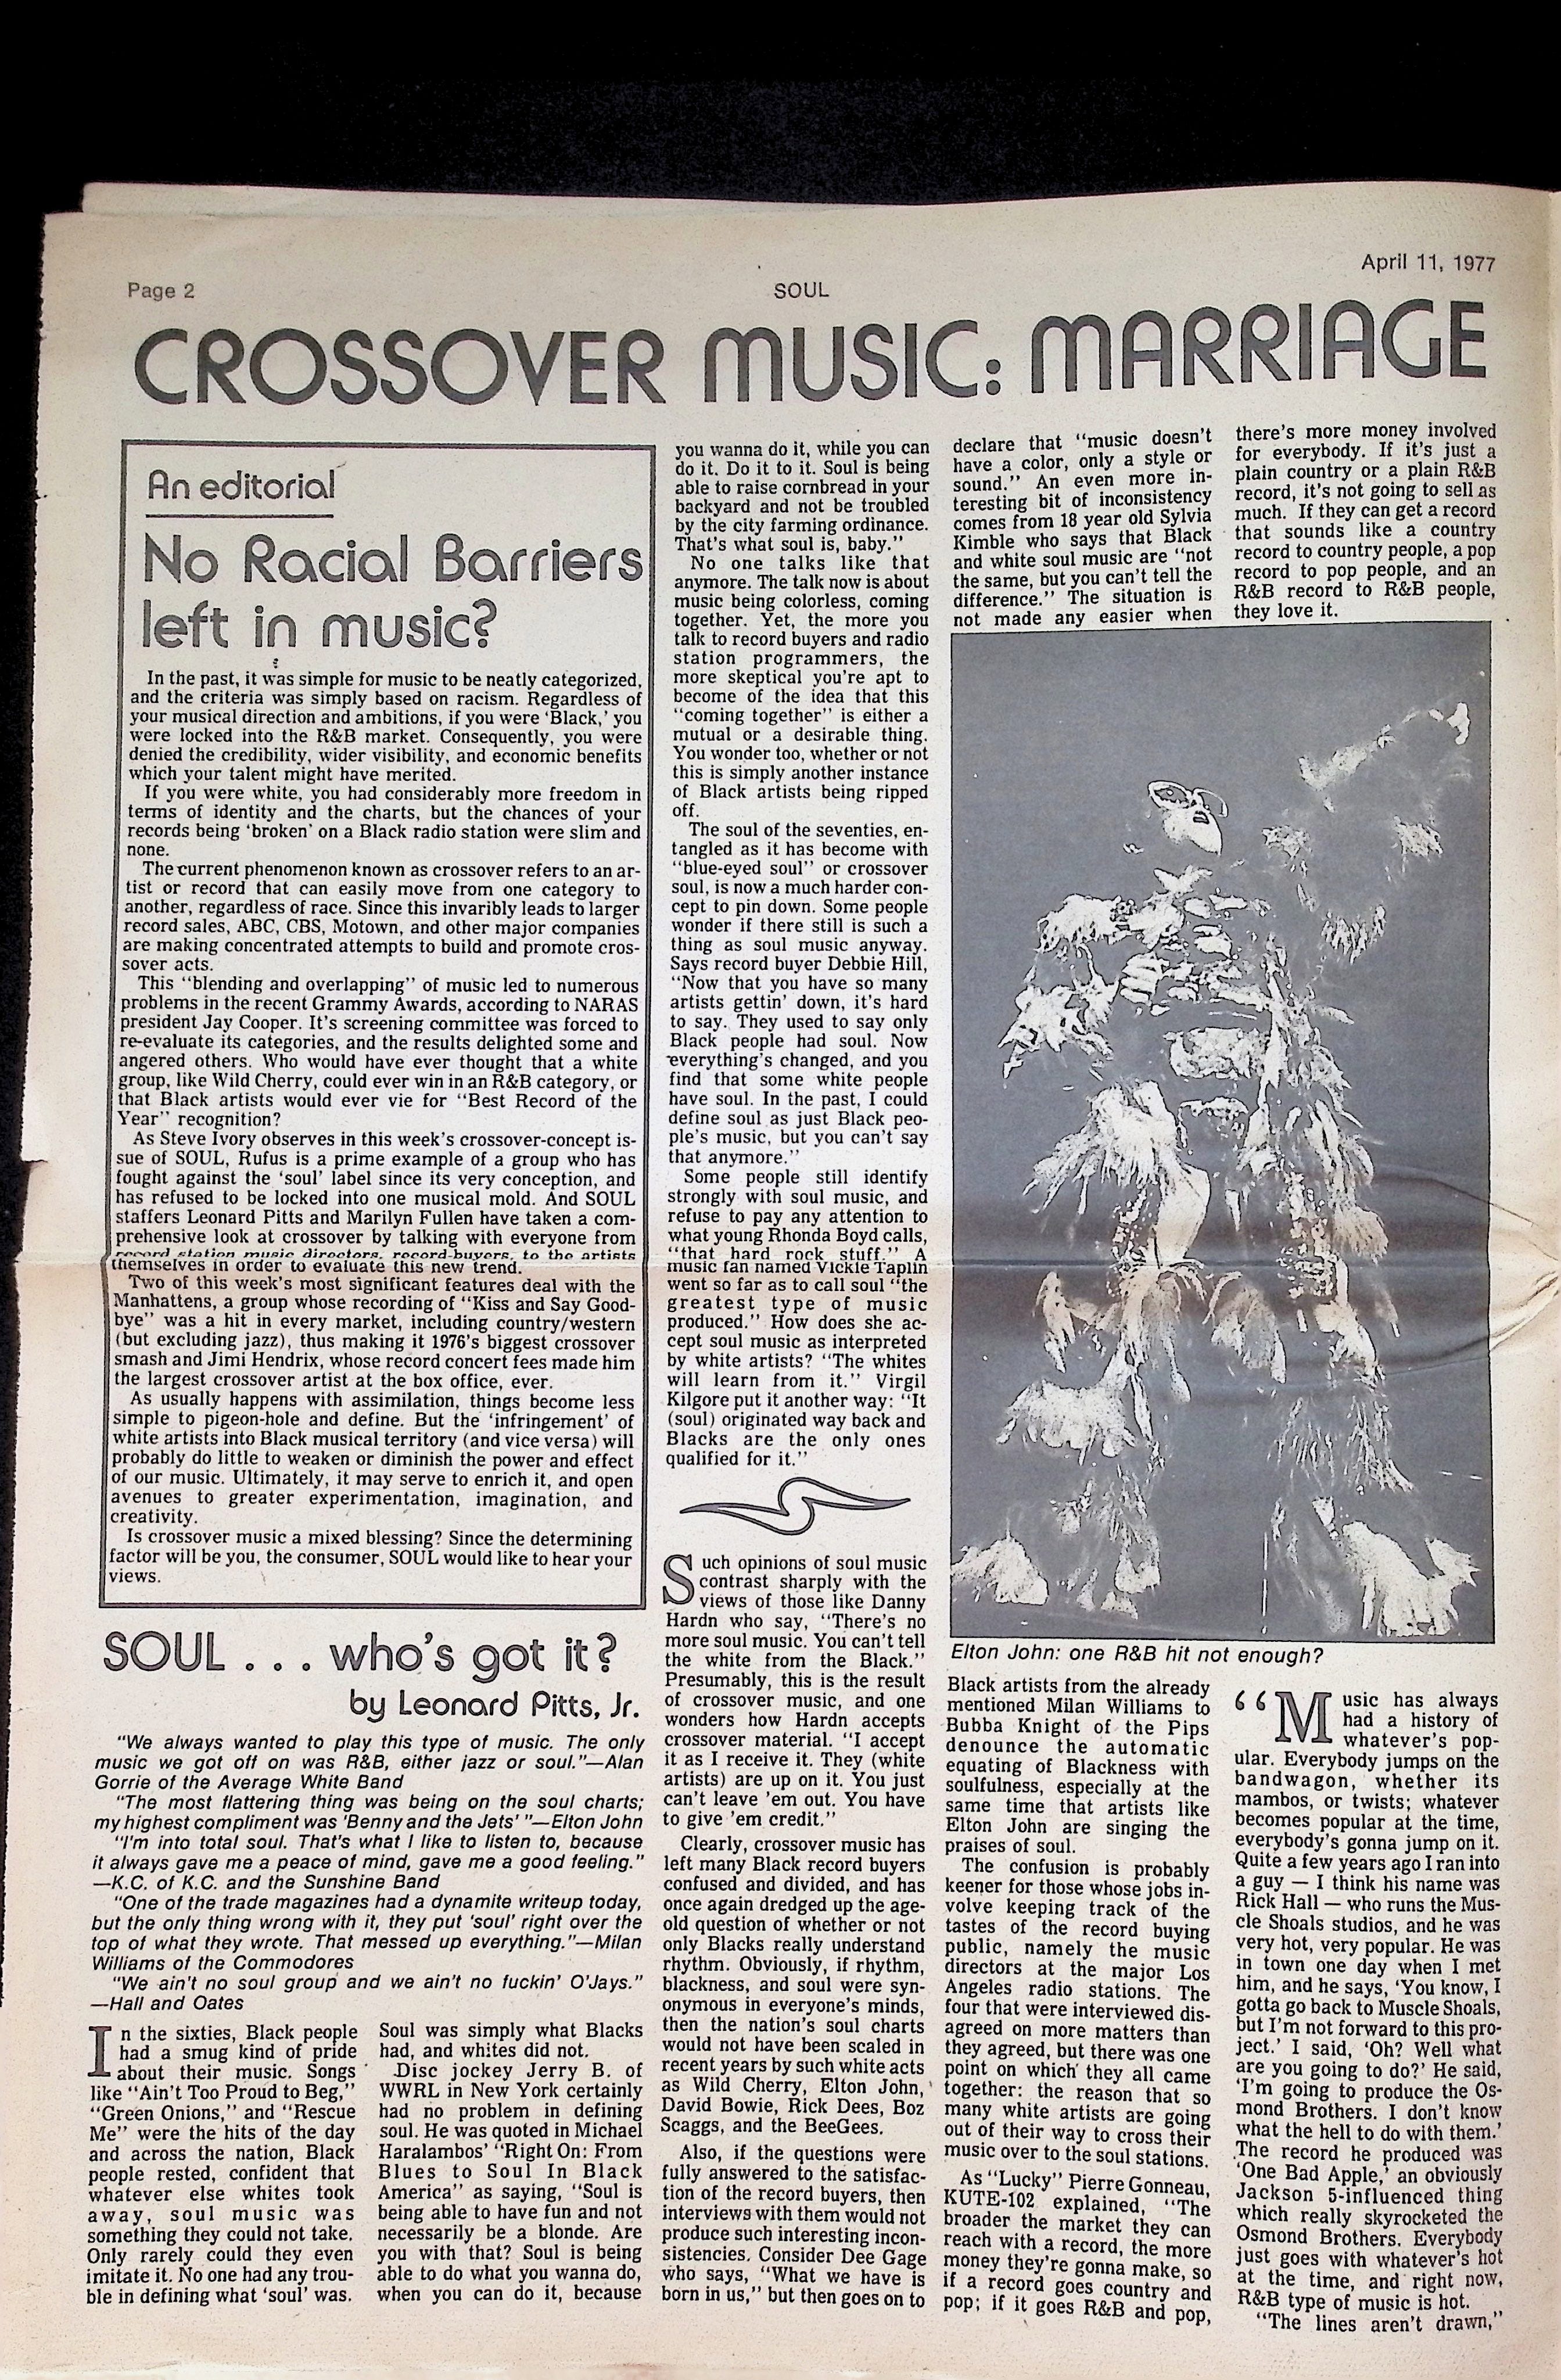 April 11, 1977
Page 2
SOUL
CROSSOVER MUSIC: MARRIAGE
An editorial
No Racial Barriers
left in music?
In the past, it was simple for music to be neatly categorized,
and the criteria was simply based on racism. Regardless of
your musical direction and ambitions, if you were 'Black,' you
were locked into the R&B market. Consequently, you were
denied the credibility, wider visibility, and economic benefits
which your talent might have merited.
If you were white, you had considerably more freedom in
terms of identity and the charts, but the chances of your
records being 'broken' on a Black radio station were slim and
none.
The current phenomenon known as crossover refers to an ar-
tist or record that can easily move from one category to
another, regardless of race. Since this invaribly leads to larger
record sales, ABC, CBS, Motown, and other major companies
are making concentrated attempts to build and promote cros-
sover acts.
This "blending and overlapping" of music led to numerous
problems in the recent Grammy Awards, according to NARAS
president Jay Cooper. It's screening committee was forced to
re-evaluate its categories, and the results delighted some and
angered others. Who would have ever thought that a white
group, like Wild Cherry, could ever win in an R&B category, or
that Black artists would ever vie for "Best Record of the
Year" recognition?
As Steve Ivory observes in this week's crossover-concept is-
sue of SOUL, Rufus is a prime example of a group who has
fought against the 'soul' label since its very conception, and
has refused to be locked into one musical mold. And SOUL
staffers Leonard Pitts and Marilyn Fullen have taken a com-
prehensive look at crossover by talking with everyone from
record station music directors, record-buyers, to the artists
themselves in order to evaluate this new trend.
Two of this week's most significant features deal with the
Manhattens, a group whose recording of "Kiss and Say Good-
bye" was a hit in every market, including country/western
(but excluding jazz), thus making it 1976's biggest crossover
smash and Jimi Hendrix, whose record concert fees made him
the largest crossover artist at the box office, ever.
As usually happens with assimilation, things become less
simple to pigeon-hole and define. But the 'infringement' of
white artists into Black musical territory (and vice versa) will
probably do little to weaken or diminish the power and effect
of our music. Ultimately, it may serve to enrich it, and open
avenues to greater experimentation, imagination, and
creativity.
Is crossover music a mixed blessing? Since the determining
factor will be you, the consumer, SOUL would like to hear your
views.
SOUL . . . who's got it?
by Leonard Pitts, Jr.
"We always wanted to play this type of music. The only
music we got off on was R&B, either jazz or soul."—Alan
Gorrie of the Average White Band
"The most flattering thing was being on the soul charts;
my highest compliment was 'Benny and the Jets' "—Elton John
"I'm into total soul. That's what I like to listen to, because
it always gave me a peace of mind, gave me a good feeling."
—K.C. of K.C. and the Sunshine Band
"One of the trade magazines had a dynamite writeup today,
but the only thing wrong with it, they put 'soul' right over the
top of what they wrote. That messed up everything."—Milan
Williams of the Commodores
"We ain't no soul group and we ain't no fuckin' O'Jays."
—Hall and Oates
In the sixties, Black people
had a smug kind of pride
about their music. Songs
like "Ain't Too Proud to Beg,"
"Green Onions," and "Rescue
Me" were the hits of the day
and across the nation, Black
people rested, confident that
whatever else whites took
away, soul music was
something they could not take.
Only rarely could they even
imitate it. No one had any trou-
ble in defining what 'soul' was.
Soul was simply what Blacks
had, and whites did not.
Disc jockey Jerry B. of
WWRL in New York certainly
had no problem in defining
soul. He was quoted in Michael
Haralambos' "Right On: From
Blues to Soul In Black
America" as saying, "Soul is
being able to have fun and not
necessarily be a blonde. Are
you with that? Soul is being
able to do what you wanna do,
when you can do it, because
you wanna do it, while you can
do it. Do it to it. Soul is being
able to raise cornbread in your
backyard and not be troubled
by the city farming ordinance.
That's what soul is, baby."
No one talks like that
anymore. The talk now is about
music being colorless, coming
together. Yet, the more you
talk to record buyers and radio
station programmers, the
more skeptical you're apt to
become of the idea that this
"coming together" is either a
mutual or a desirable thing.
You wonder too, whether or not
this is simply another instance
of Black artists being ripped
off.
The soul of the seventies, en-
tangled as it has become with
"blue-eyed soul" or crossover
soul, is now a much harder con-
cept to pin down. Some people
wonder if there still is such a
thing as soul music anyway.
Says record buyer Debbie Hill,
"Now that you have so many
artists gettin' down, it's hard
to say. They used to say only
Black people had soul. Now
everything's changed, and you
find that some white people
have soul. In the past, I could
define soul as just Black peo-
ple's music, but you can't say
that anymore."
Some people still identify
strongly with soul music, and
refuse to pay any attention to
what young Rhonda Boyd calls,
"that hard rock stuff." A
music fan named Vickie Taplin
went so far as to call soul "the
greatest type of music
produced." How does she ac-
cept soul music as interpreted
by white artists? "The whites
will learn from it." Virgil
Kilgore put it another way: "It
(soul) originated way back and
Blacks are the only ones
qualified for it."
Such opinions of soul music
contrast sharply with the
views of those like Danny
Hardn who say, "There's no
more soul music. You can't tell
the white from the Black."
Presumably, this is the result
of crossover music, and one
wonders how Hardn accepts
crossover material. "I accept
it as I receive it. They (white
artists) are up on it. You just
can't leave 'em out. You have
to give 'em credit."
Clearly, crossover music has
left many Black record buyers
confused and divided, and has
once again dredged up the age-
old question of whether or not
only Blacks really understand
rhythm. Obviously, if rhythm,
blackness, and soul were syn-
onymous in everyone's minds,
then the nation's soul charts
would not have been scaled in
recent years by such white acts
as Wild Cherry, Elton John,
David Bowie, Rick Dees, Boz
Scaggs, and the BeeGees.
Also, if the questions were
fully answered to the satisfac-
tion of the record buyers, then
interviews with them would not
produce such interesting incon-
sistencies. Consider Dee Gage
who says, "What we have is
born in us," but then goes on to
declare that "music doesn't
have a color, only a style or
sound." An even more in-
teresting bit of inconsistency
comes from 18 year old Sylvia
Kimble who says that Black
and white soul music are "not
the same, but you can't tell the
difference." The situation is
not made any easier when
Elton John: one R&B hit not enough?
Black artists from the already
mentioned Milan Williams to
Bubba Knight of the Pips
denounce the automatic
equating of Blackness with
soulfulness, especially at the
same time that artists like
Elton John are singing the
praises of soul.
The confusion is probably
keener for those whose jobs in-
volve keeping track of the
tastes of the record buying
public, namely the music
directors at the major Los
Angeles radio stations. The
four that were interviewed dis-
agreed on more matters than
they agreed, but there was one
point on which they all came
together: the reason that so
many white artists are going
out of their way to cross their
music over to the soul stations.
As "Lucky" Pierre Gonneau,
KUTE-102 explained, "The
broader the market they can
reach with a record, the more
money they're gonna make, so
if a record goes country and
pop; if it goes R&B and pop,
there's more money involved
for everybody. If it's just a
plain country or a plain R&B
record, it's not going to sell as
much. If they can get a record
that sounds like a country
record to country people, a pop
record to pop people, and an
R&B record to R&B people,
they love it.
"Music has always
had a history of
whatever's pop-
ular. Everybody jumps on the
bandwagon, whether its
mambos, or twists; whatever
becomes popular at the time,
everybody's gonna jump on it.
Quite a few years ago I ran into
a guy — I think his name was
Rick Hall — who runs the Mus-
cle Shoals studios, and he was
very hot, very popular. He was
in town one day when I met
him, and he says, 'You know, I
gotta go back to Muscle Shoals,
but I'm not forward to this pro-
ject.' I said, 'Oh? Well what
are you going to do?' He said,
'I'm going to produce the Os-
mond Brothers. I don't know
what the hell to do with them.'
The record he produced was
'One Bad Apple,' an obviously
Jackson 5-influenced thing
which really skyrocketed the
Osmond Brothers. Everybody
just goes with whatever's hot
at the time, and right now,
R&B type of music is hot.
"The lines aren't drawn,"